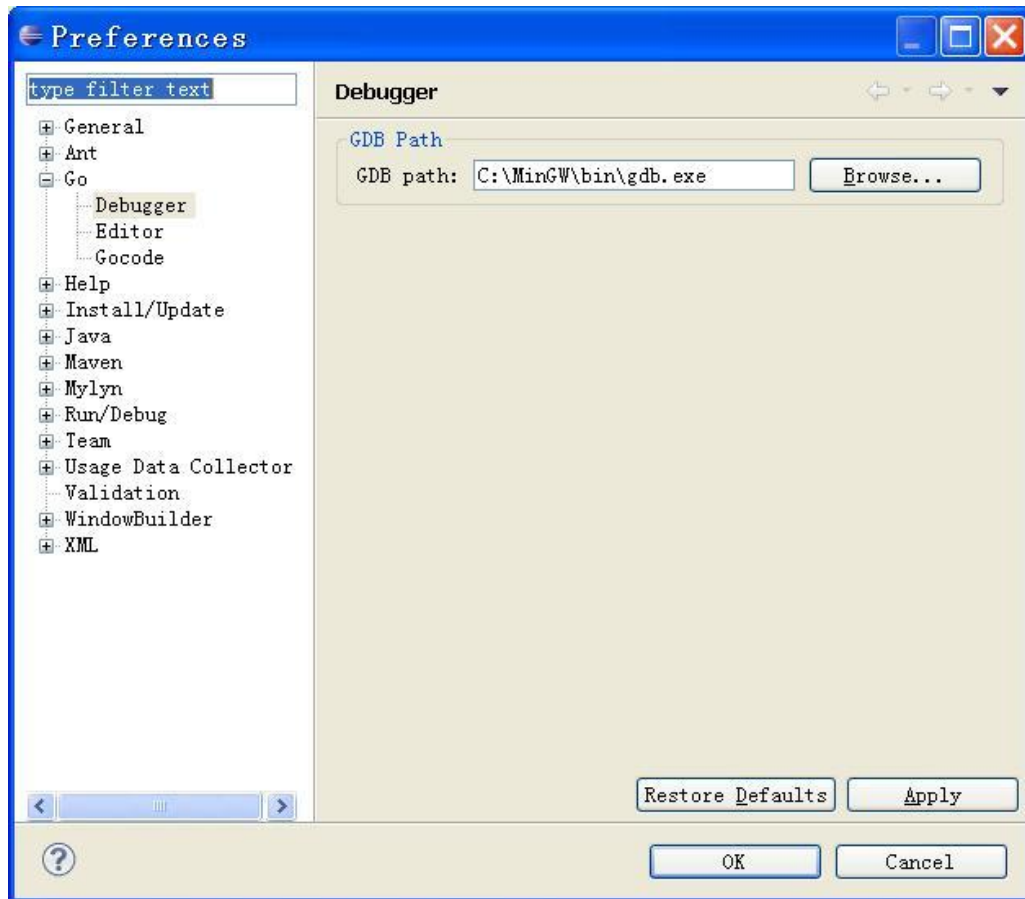 Preferences
type filter text
General
Ant
Go
Debugger
Editor
Gocode
Help
Install/Update
Java
Maven
Mylyn
Run/Debug
Team
Usage Data Collector
Validation
WindowBuilder
XML
Debugger
GDB Path
GDB path: C:\MinGW\bin\gdb.exe Browse...
Restore Defaults Apply
? OK Cancel